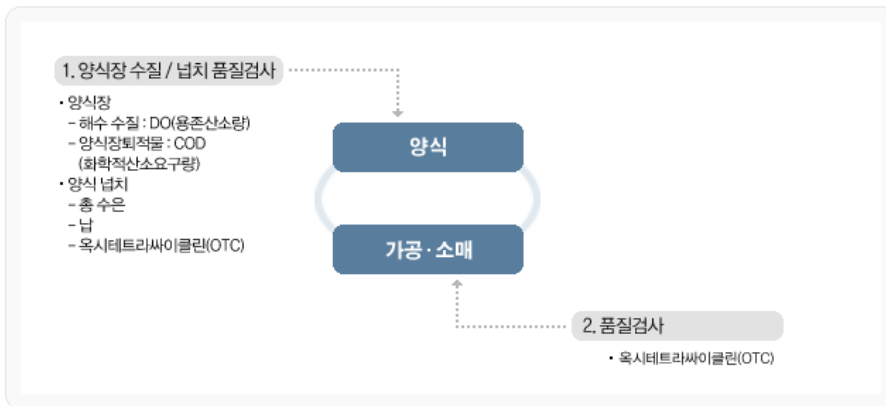 1. 양식장 수질 / 넙치 품질검사
• 양식장
– 해수 수질 : DO(용존산소량)
– 양식장퇴적물 : COD
(화학적산소요구량)
• 양식 넙치
– 총 수은
– 납
– 옥시테트라싸이클린(OTC)
양식
가공 · 소매
2. 품질검사
• 옥시테트라싸이클린(OTC)